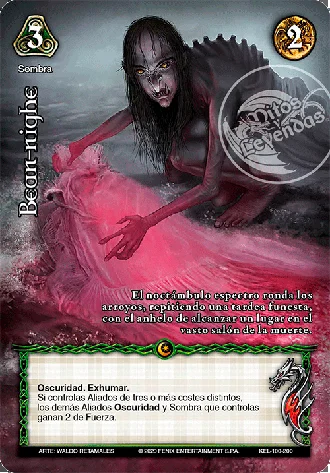 3
2
Sombra
Mitos y
Leyendas
Bean-nighe
El noctámbulo espectro ronda los
arroyos, repitiendo una tarea funesta,
con el anhelo de alcanzar un lugar en el
vasto salón de la muerte.
Oscuridad. Exhumar.
Si controlas Aliados de tres o más costes distintos,
los demás Aliados Oscuridad y Sombra que controlas
ganan 2 de Fuerza.
ARTE: WALDO RETAMALES
© 2020 FENIX ENTERTAINMENT S.P.A.